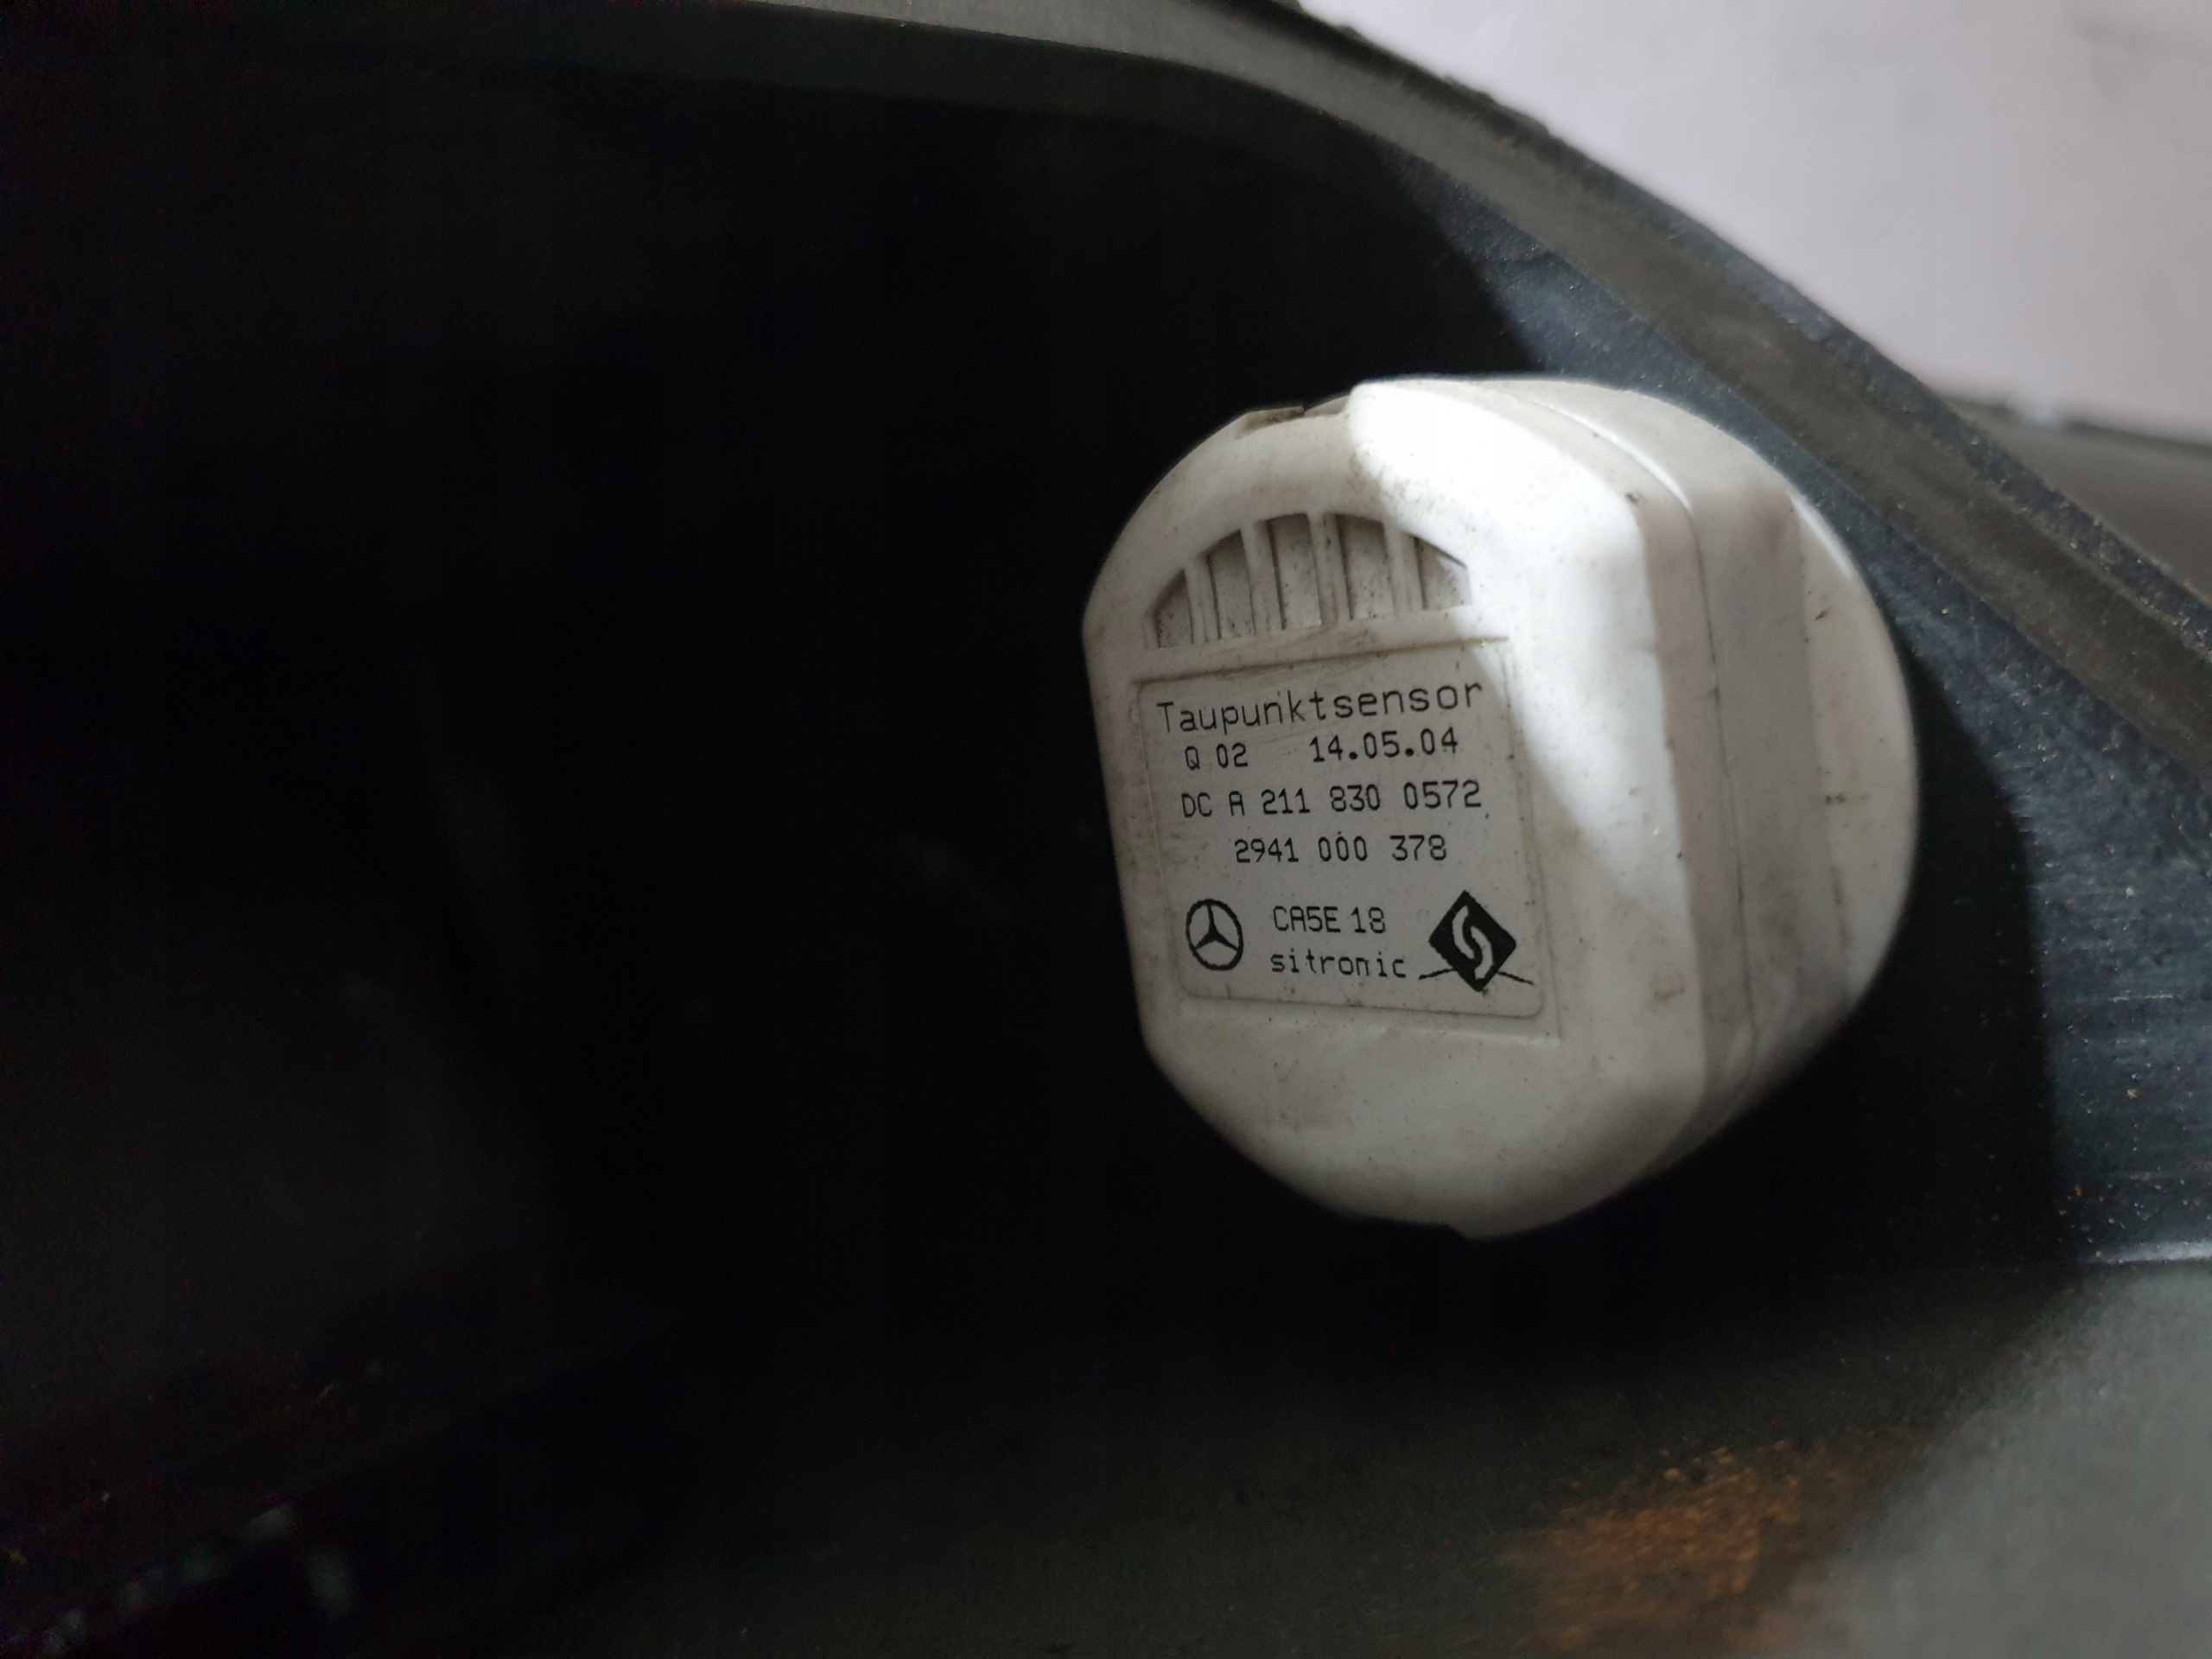 Taupunktsensor
Q 02 14.05.04
DC A 211 830 0572
2941 000 378
CA5E 18
sitronic